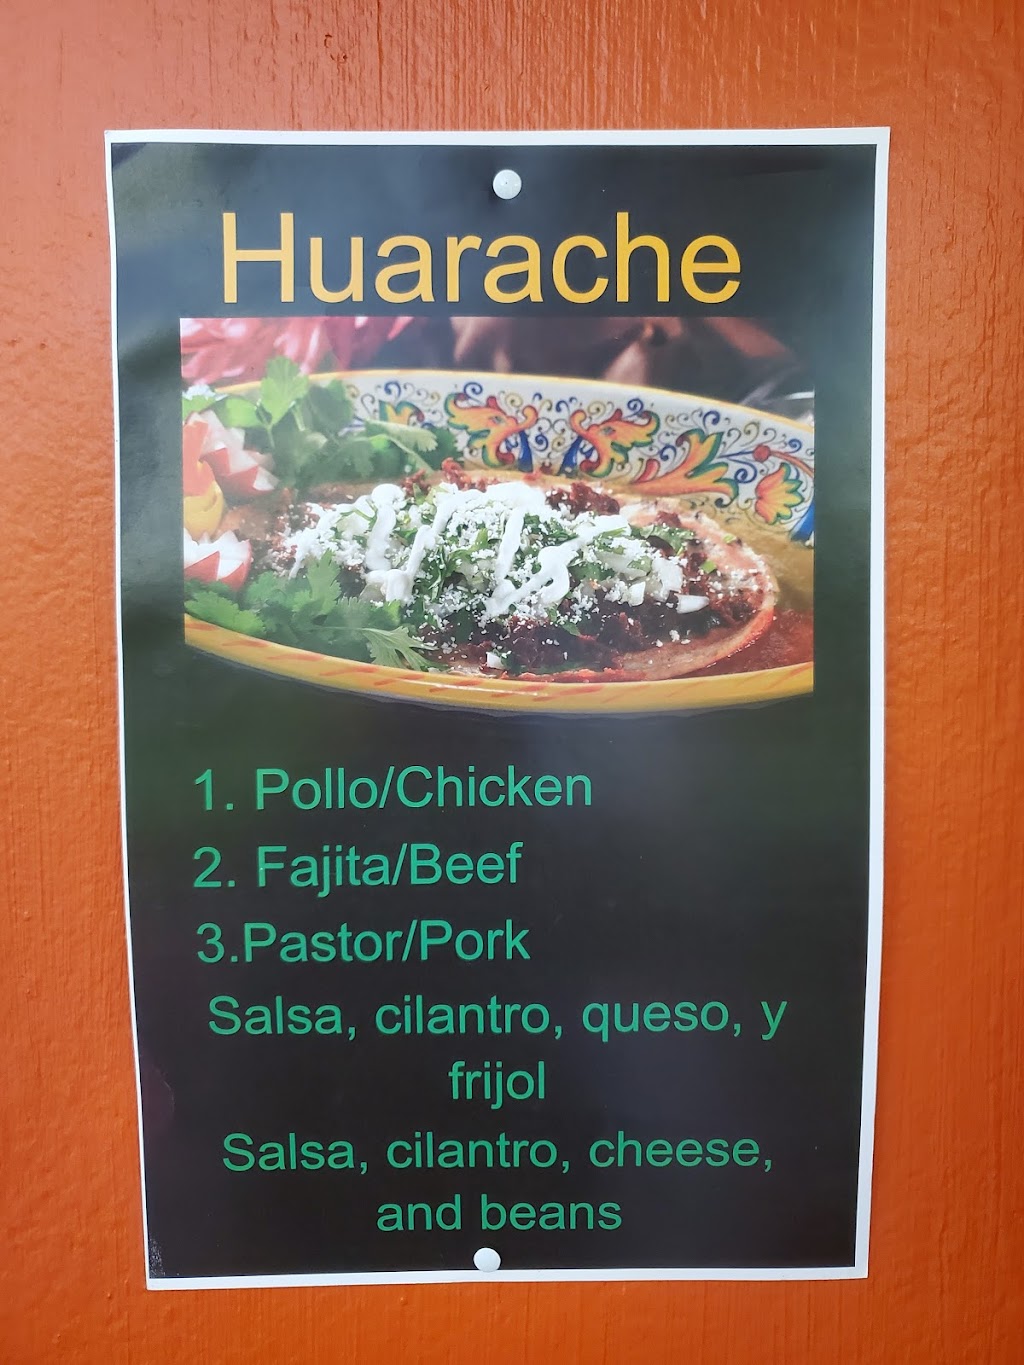 Huarache
1. Pollo/Chicken
2. Fajita/Beef
3.Pastor/Pork
Salsa, cilantro, queso, y
frijol
Salsa, cilantro, cheese,
and beans